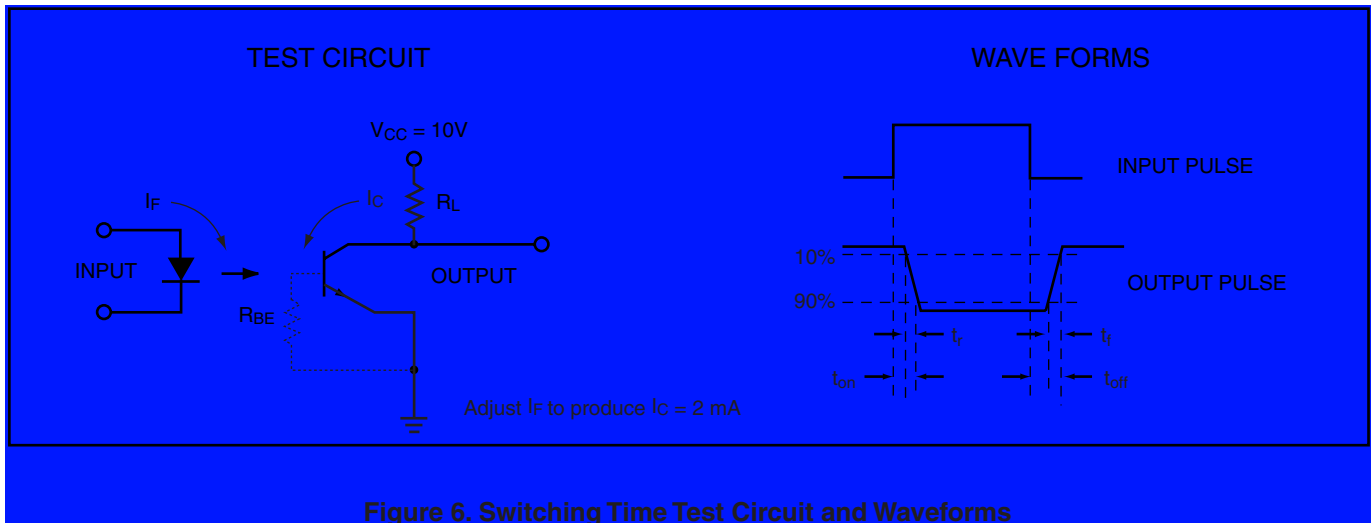 TEST CIRCUIT
WAVE FORMS
VCC = 10V
INPUT PULSE
IF
IC
RL
10%
INPUT
OUTPUT
OUTPUT PULSE
90%
RBE
tr
tf
ton
toff
Adjust IF to produce IC = 2 mA
Figure 6. Switching Time Test Circuit and Waveforms